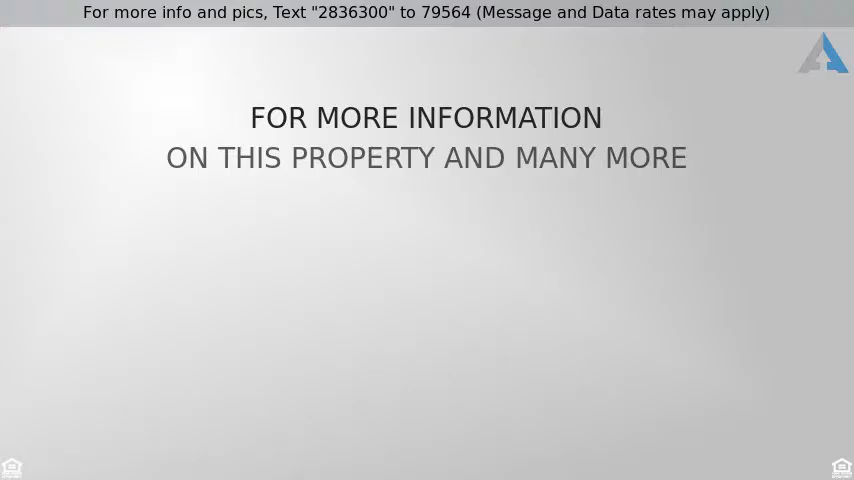 For more info and pics, Text "2836300" to 79564 (Message and Data rates may apply)
FOR MORE INFORMATION
ON THIS PROPERTY AND MANY MORE